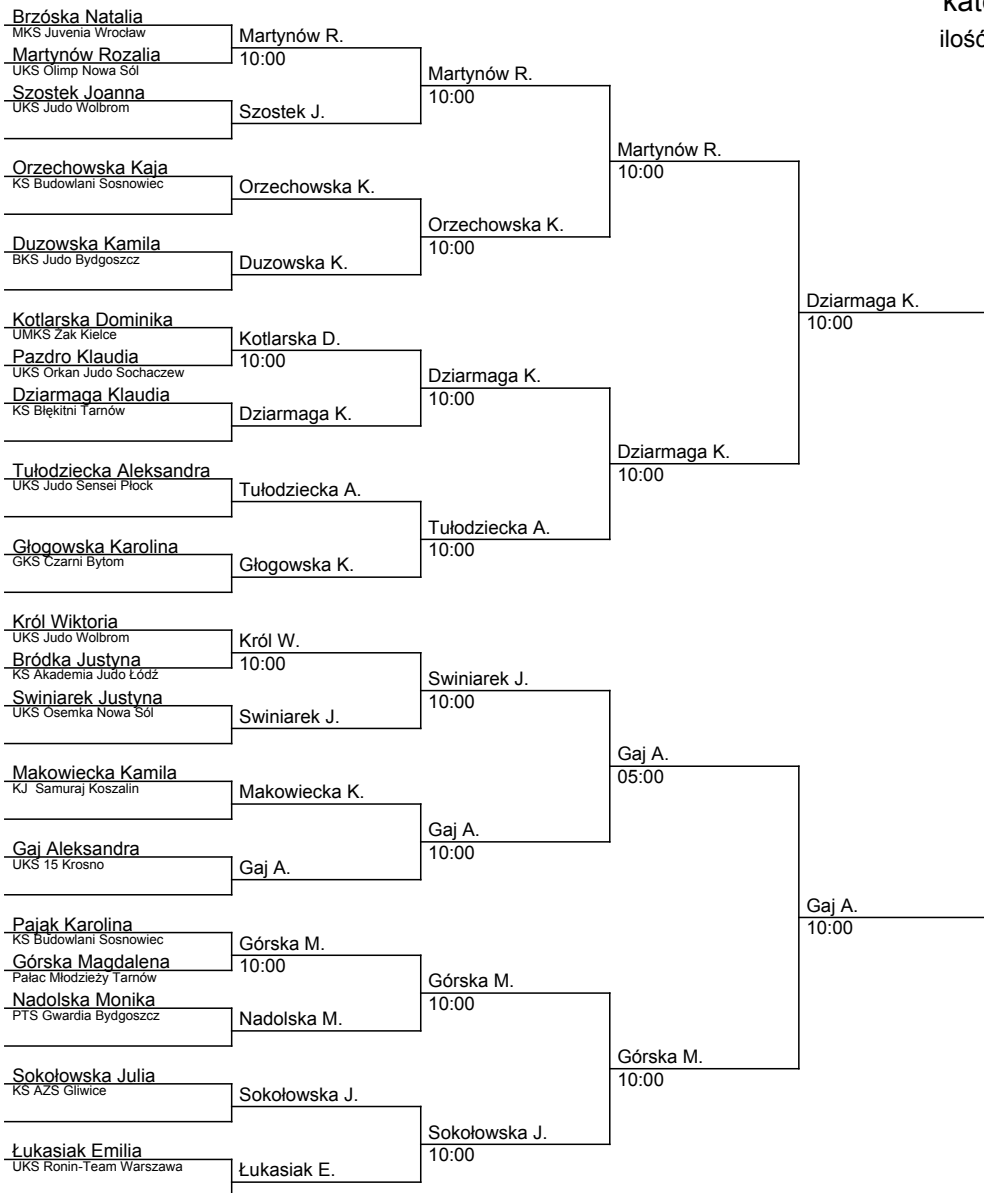 kat
ilość
Brzóska Natalia
MKS Juvenia Wrocław
Martynów Rozalia
UKS Olimp Nowa Sól
Szostek Joanna
UKS Judo Wolbrom
Orzechowska Kaja
KS Budowlani Sosnowiec
Duzowska Kamila
BKS Judo Bydgoszcz
Kotlarska Dominika
UMKS Żak Kielce
Pazdro Klaudia
UKS Orkan Judo Sochaczew
Dziarmaga Klaudia
KS Błękitni Tarnów
Tułodziecka Aleksandra
UKS Judo Sensei Płock
Głogowska Karolina
GKS Czarni Bytom
Król Wiktoria
UKS Judo Wolbrom
Bródka Justyna
KS Akademia Judo Łódź
Swiniarek Justyna
UKS Ósemka Nowa Sól
Makowiecka Kamila
KJ  Samuraj Koszalin
Gaj Aleksandra
UKS 15 Krosno
Pająk Karolina
KS Budowlani Sosnowiec
Górska Magdalena
Pałac Młodzieży Tarnów
Nadolska Monika
PTS Gwardia Bydgoszcz
Sokołowska Julia
KS AZS Gliwice
Łukasiak Emilia
UKS Ronin-Team Warszawa
Martynów R.
10:00
Szostek J.
Orzechowska K.
Duzowska K.
Kotlarska D.
10:00
Dziarmaga K.
Tułodziecka A.
Głogowska K.
Król W.
10:00
Swiniarek J.
Makowiecka K.
Gaj A.
Górska M.
10:00
Nadolska M.
Sokołowska J.
Łukasiak E.
Martynów R.
10:00
Orzechowska K.
10:00
Dziarmaga K.
10:00
Tułodziecka A.
10:00
Swiniarek J.
10:00
Gaj A.
10:00
Górska M.
10:00
Sokołowska J.
10:00
Martynów R.
10:00
Dziarmaga K.
10:00
Gaj A.
05:00
Górska M.
10:00
Dziarmaga K.
10:00
Gaj A.
10:00